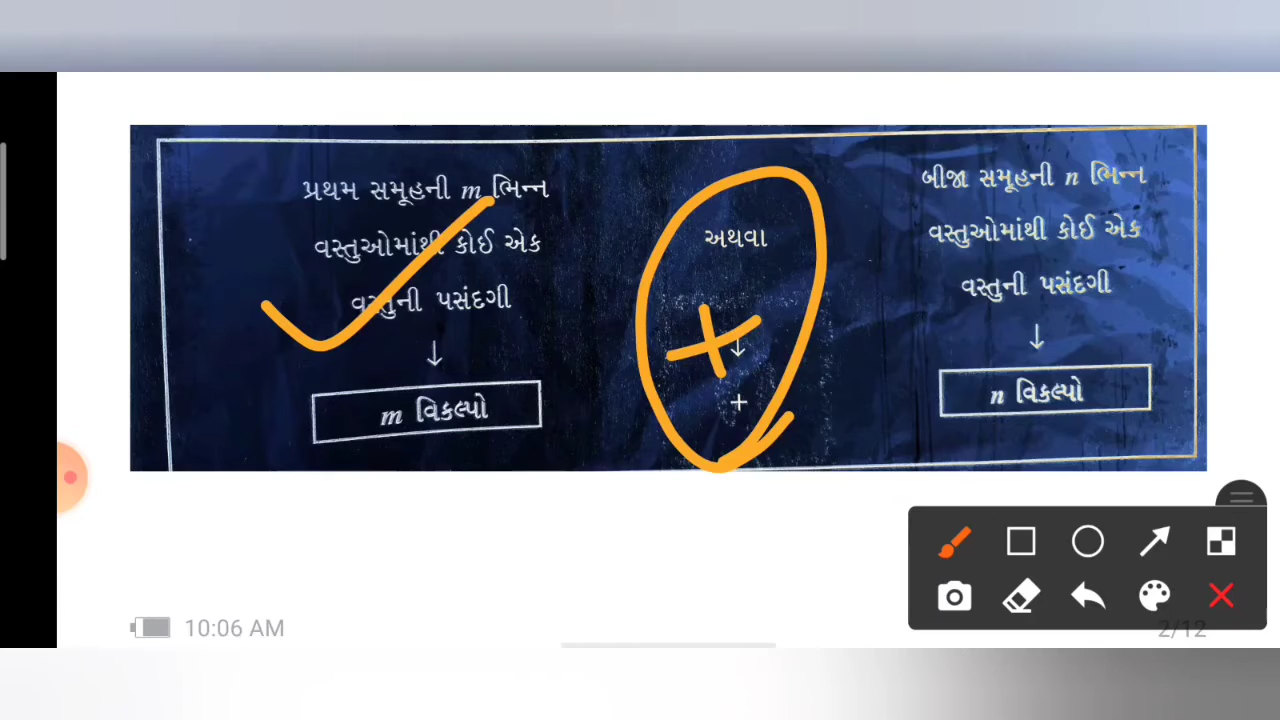 પ્રથમ સમૂહની m ભિન્ન
વસ્તુઓમાંથી કોઈ એક
વસ્તુની પસંદગી
↓
m વિકલ્પો
અથવા
↓
+
બીજા સમૂહની n ભિન્ન
વસ્તુઓમાંથી કોઈ એક
વસ્તુની પસંદગી
↓
n વિકલ્પો
10:06 AM
2/12